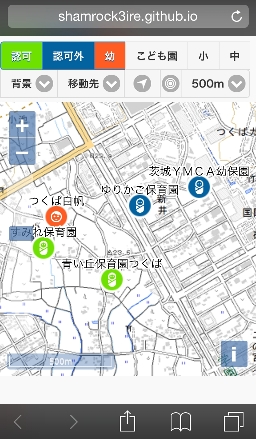 shamrock3ire.github.io
認可 認可外 幼 こども園 小 中
背景 移動先 500m
つくばカ
茨城YMCA幼稚園
ゆりかご保育園
新井
つくば白帆
すみれ保育園
青い丘保育園つくば
国
500m
i